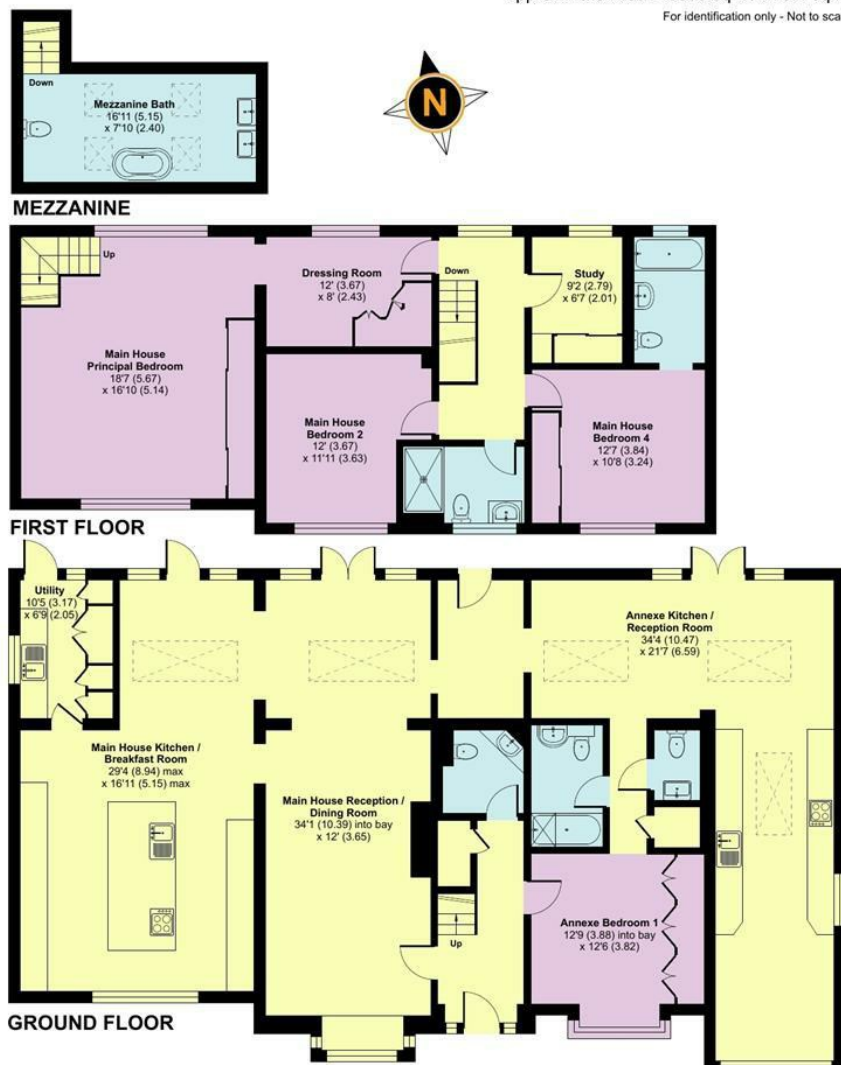 For identification only - Not to sca
Down
Mezzanine Bath
16'11 (5.15)
x 7'10 (2.40)
N
MEZZANINE
Up
Dressing Room
12' (3.67)
x 8' (2.43)
Down
Study
9'2 (2.79)
x 6'7 (2.01)
Main House
Principal Bedroom
18'7 (5.67)
x 16'10 (5.14)
Main House
Bedroom 2
12' (3.67)
x 11'11 (3.63)
Main House
Bedroom 4
12'7 (3.84)
x 10'8 (3.24)
FIRST FLOOR
Utility
10'5 (3.17)
x 6'9 (2.05)
Annexe Kitchen /
Reception Room
34'4 (10.47)
x 21'7 (6.59)
Main House Kitchen /
Breakfast Room
29'4 (8.94) max
x 16'11 (5.15) max
Main House Reception /
Dining Room
34'1 (10.39) into bay
x 12' (3.65)
Up
Annexe Bedroom 1
12'9 (3.88) into bay
x 12'6 (3.82)
GROUND FLOOR